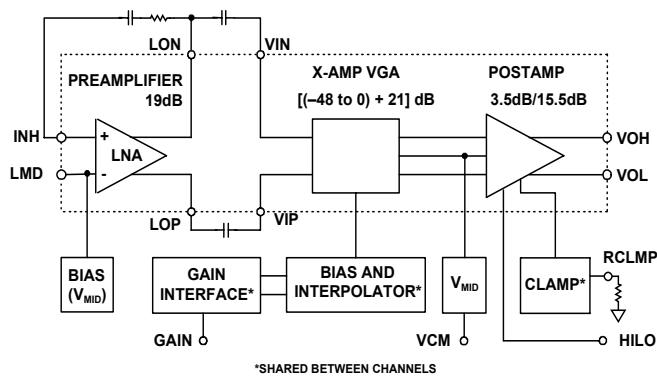 LON
VIN
PREAMPLIFIER
19dB
X-AMP VGA
[(–48 to 0) + 21] dB
POSTAMP
3.5dB/15.5dB
INH
+
LNA
-
LMD
VOH
VOL
LOP
VIP
BIAS
(VMID)
GAIN
INTERFACE*
BIAS AND
INTERPOLATOR*
VMID
CLAMP*
RCLMP
GAIN
VCM
HILO
*SHARED BETWEEN CHANNELS